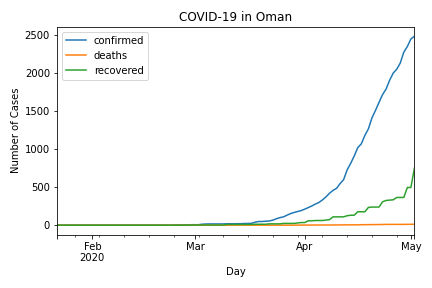 COVID-19 in Oman
confirmed
deaths
recovered
Number of Cases
2500
2000
1500
1000
500
0
Feb
2020
Mar
Apr
May
Day